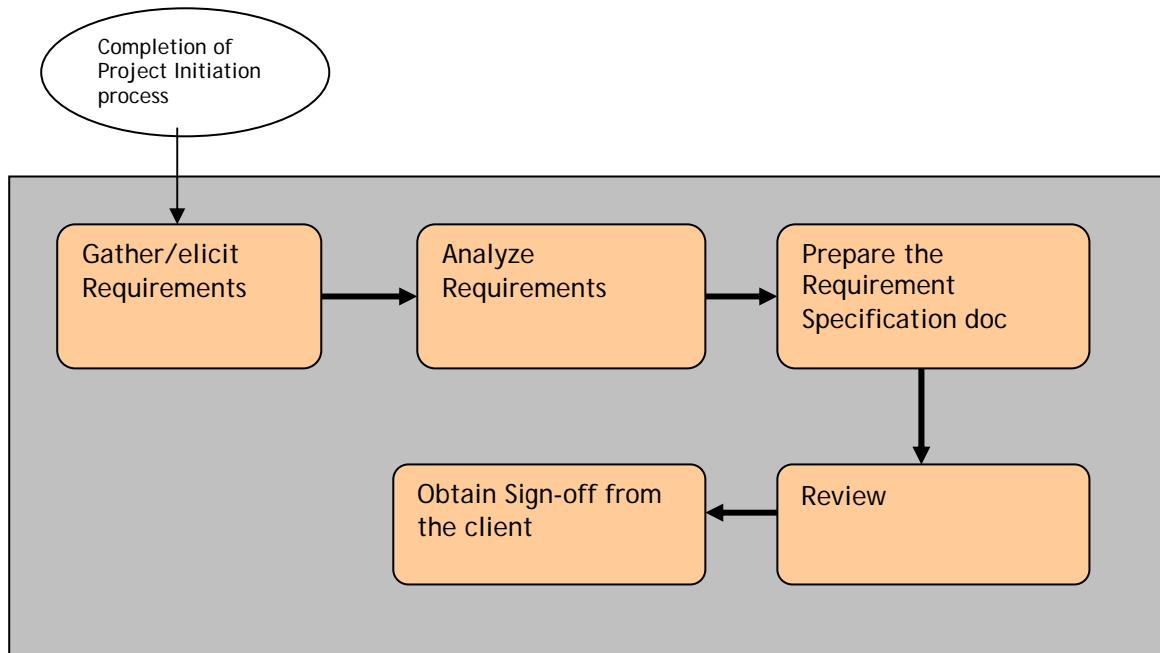 Completion of
Project Initiation
process
Gather/elicit
Requirements
Analyze
Requirements
Prepare the
Requirement
Specification doc
Review
Obtain Sign-off from
the client